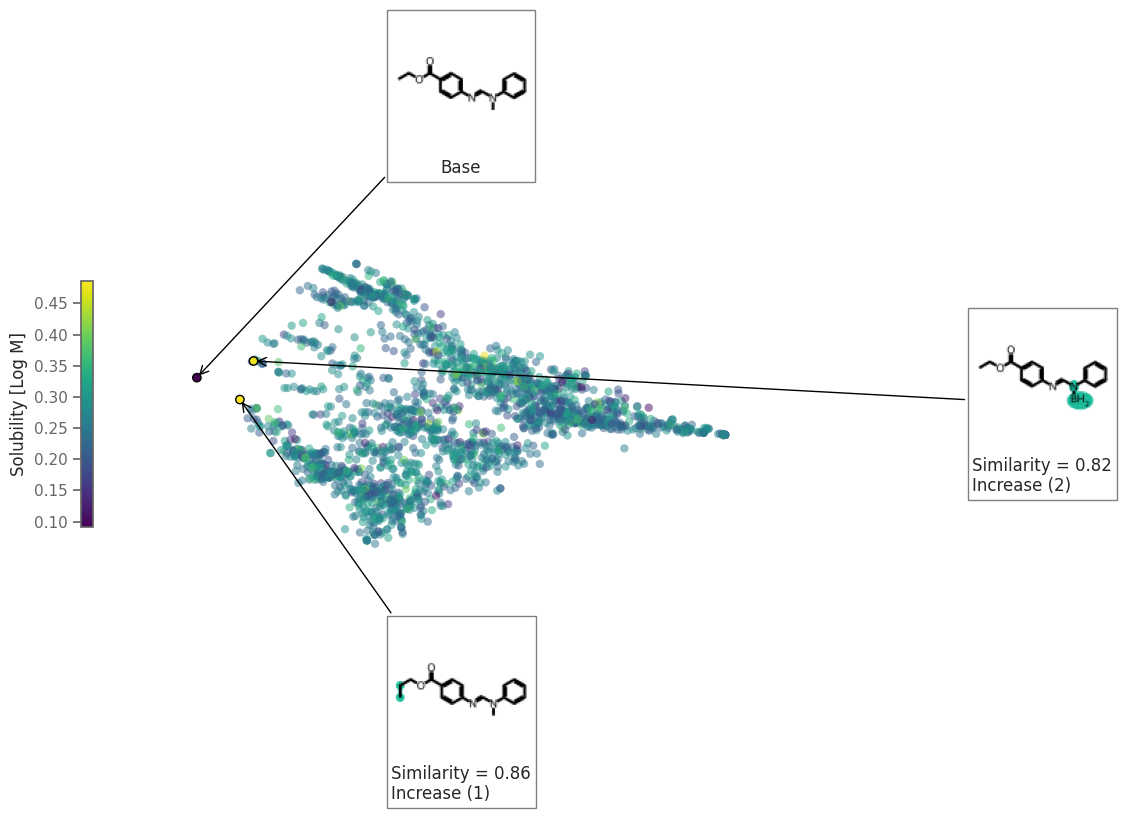 O
O
N
N
Base
Solubility [Log M]
0.45
0.40
0.35
0.30
0.25
0.20
0.15
0.10
O
O
N
N
BH2
Similarity = 0.82
Increase (2)
O
O
N
N
Similarity = 0.86
Increase (1)